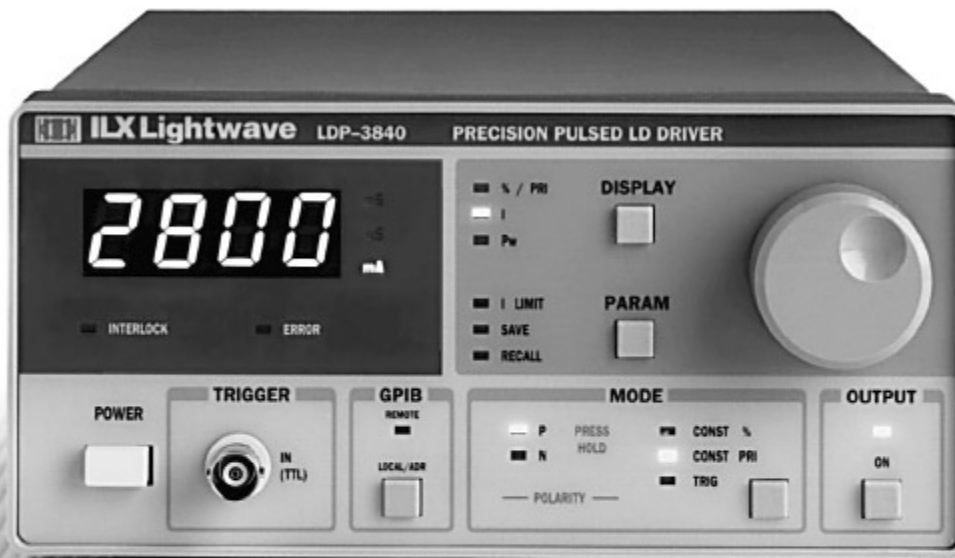 ILX Lightwave LDP-3840 PRECISION PULSED LD DRIVER
2800
mA
INTERLOCK ERROR
% / PRI
I
PW
DISPLAY
I LIMIT
SAVE
RECALL
PARAM
POWER
TRIGGER
IN
(TTL)
GPIB
REMOTE
LOCAL/ADR
MODE
P
N
PRESS
HOLD
POLARITY
CONST %
CONST PRI
TRIG
OUTPUT
ON